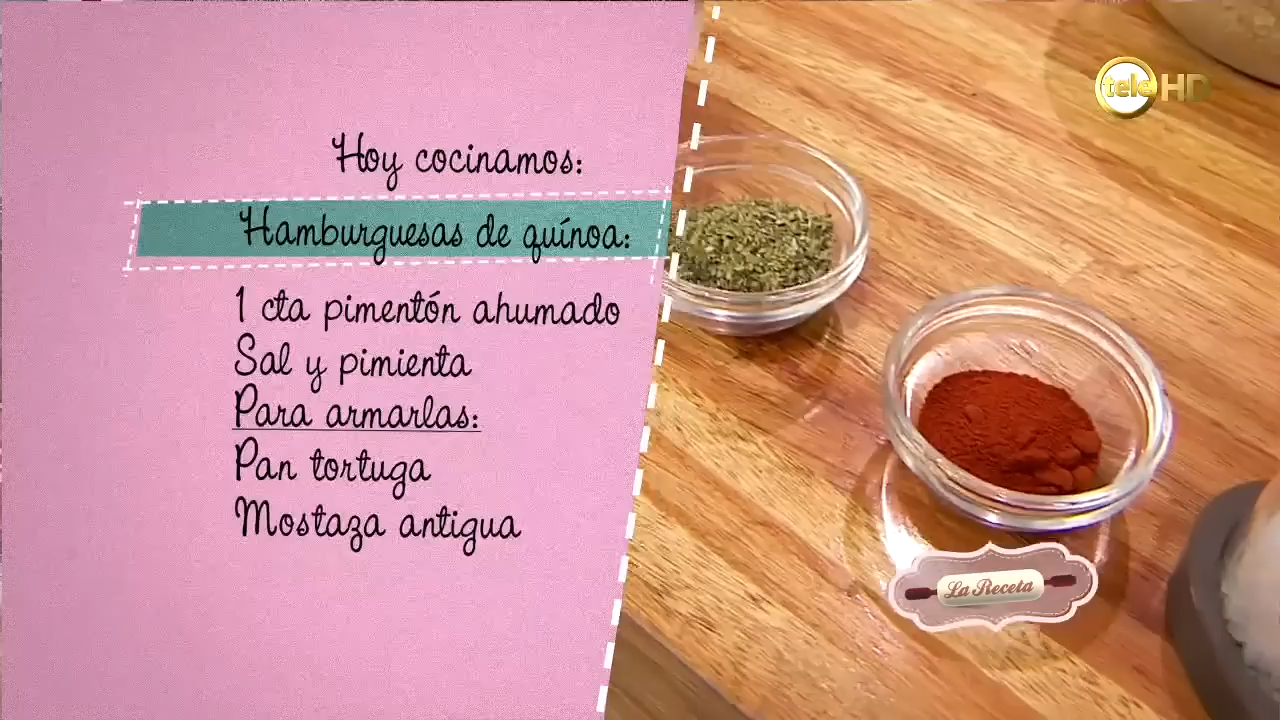 Hoy cocinamos:
Hamburguesas de quínoa:
1 cta pimentón ahumado
Sal y pimienta
Para armarlas:
Pan tortuga
Mostaza antigua
tele HD
La Receta